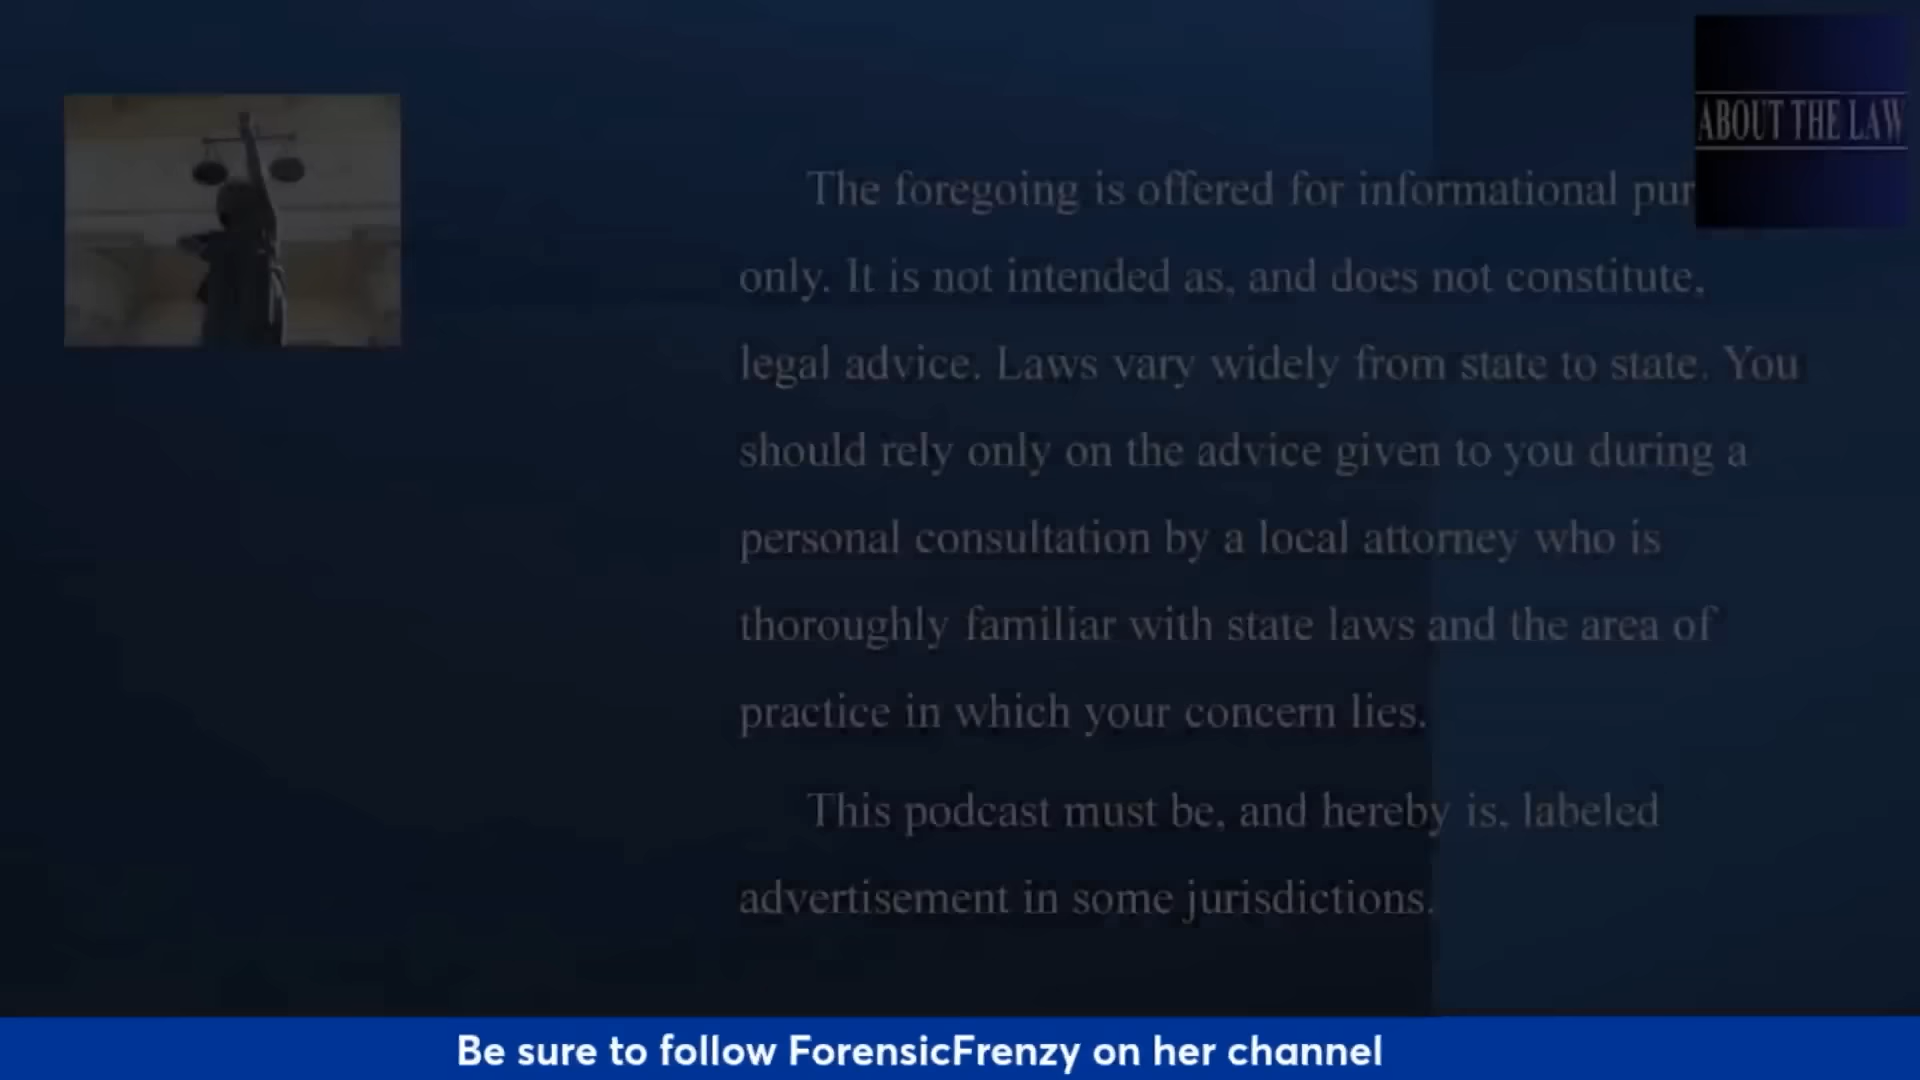 ABOUT THE LAW
The foregoing is offered for informational pur
only. It is not intended as, and does not constitute,
legal advice. Laws vary widely from state to state. You
should rely only on the advice given to you during a
personal consultation by a local attorney who is
thoroughly familiar with state laws and the area of
practice in which your concern lies.
This podcast must be, and hereby is, labeled
advertisement in some jurisdictions.
Be sure to follow ForensicFrenzy on her channel